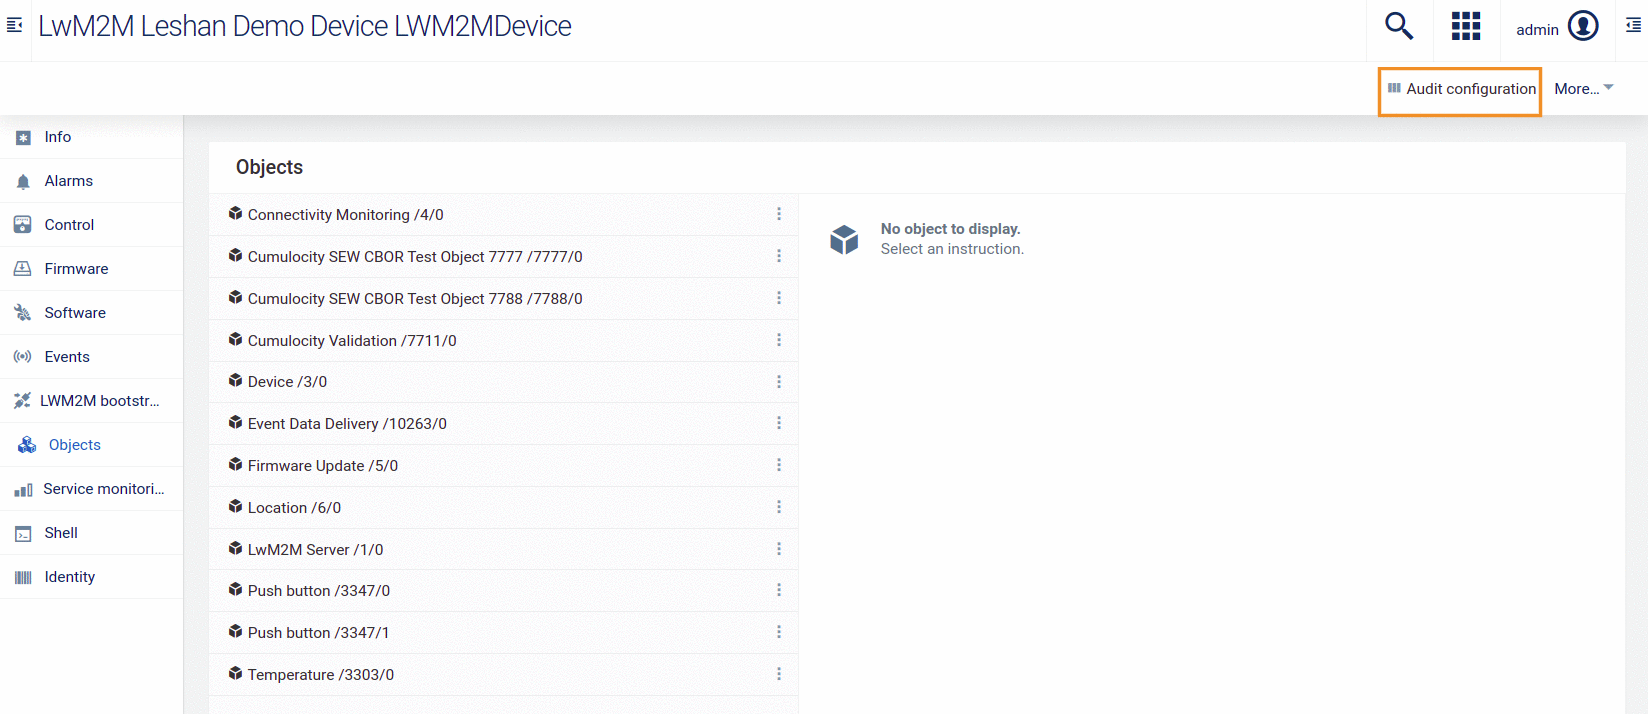 LwM2M Leshan Demo Device LWM2MDevice
admin
Audit configuration
More...
Info
Alarms
Control
Firmware
Software
Events
LWM2M bootstr...
Objects
Service monitori...
Shell
Identity
Objects
Connectivity Monitoring /4/0
Cumulocity SEW CBOR Test Object 7777 /7777/0
Cumulocity SEW CBOR Test Object 7788 /7788/0
Cumulocity Validation /7711/0
Device /3/0
Event Data Delivery /10263/0
Firmware Update /5/0
Location /6/0
LwM2M Server /1/0
Push button /3347/0
Push button /3347/1
Temperature /3303/0
No object to display.
Select an instruction.